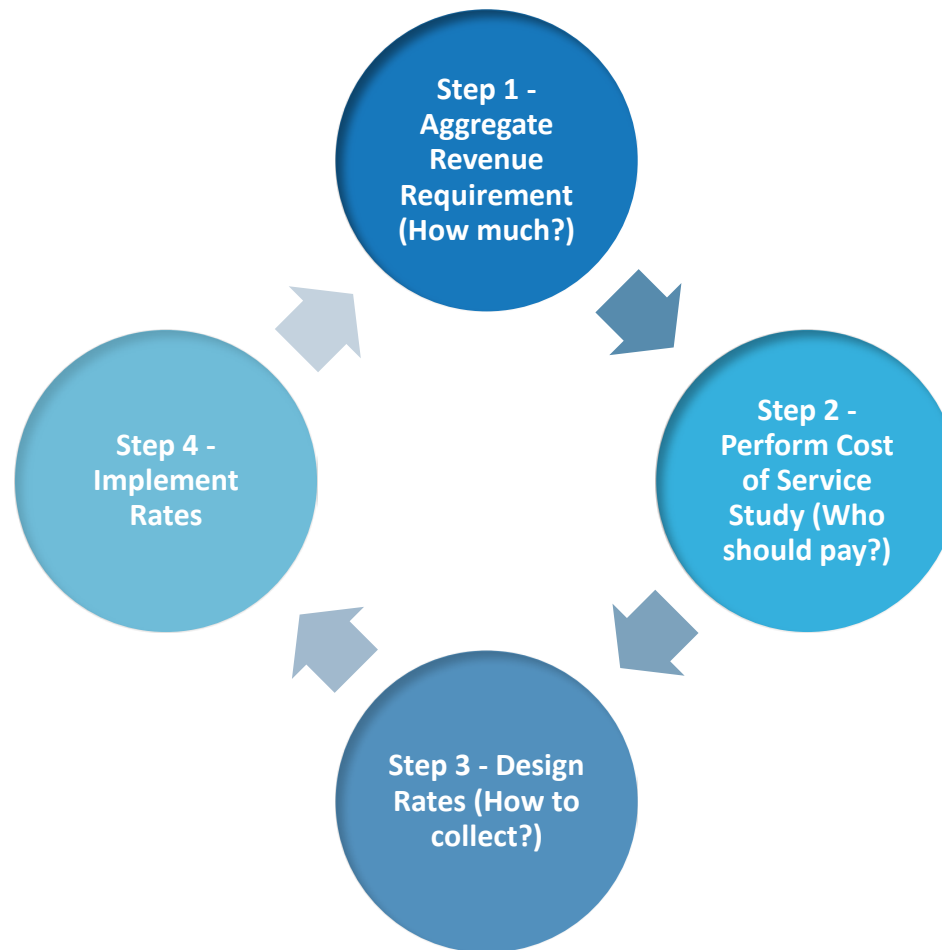 Step 1 -
Aggregate
Revenue
Requirement
(How much?)
Step 2 -
Perform Cost
of Service
Study (Who
should pay?)
Step 3 - Design
Rates (How to
collect?)
Step 4 -
Implement
Rates